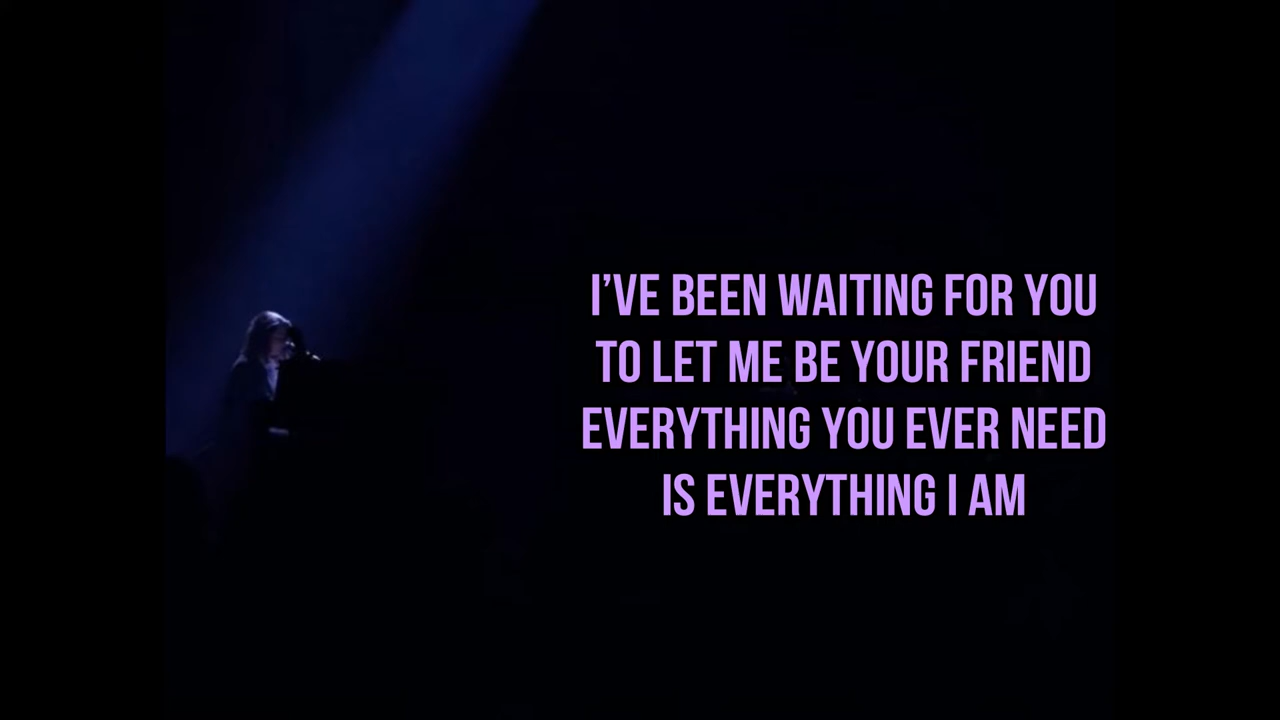 I’VE BEEN WAITING FOR YOU
TO LET ME BE YOUR FRIEND
EVERYTHING YOU EVER NEED
IS EVERYTHING I AM